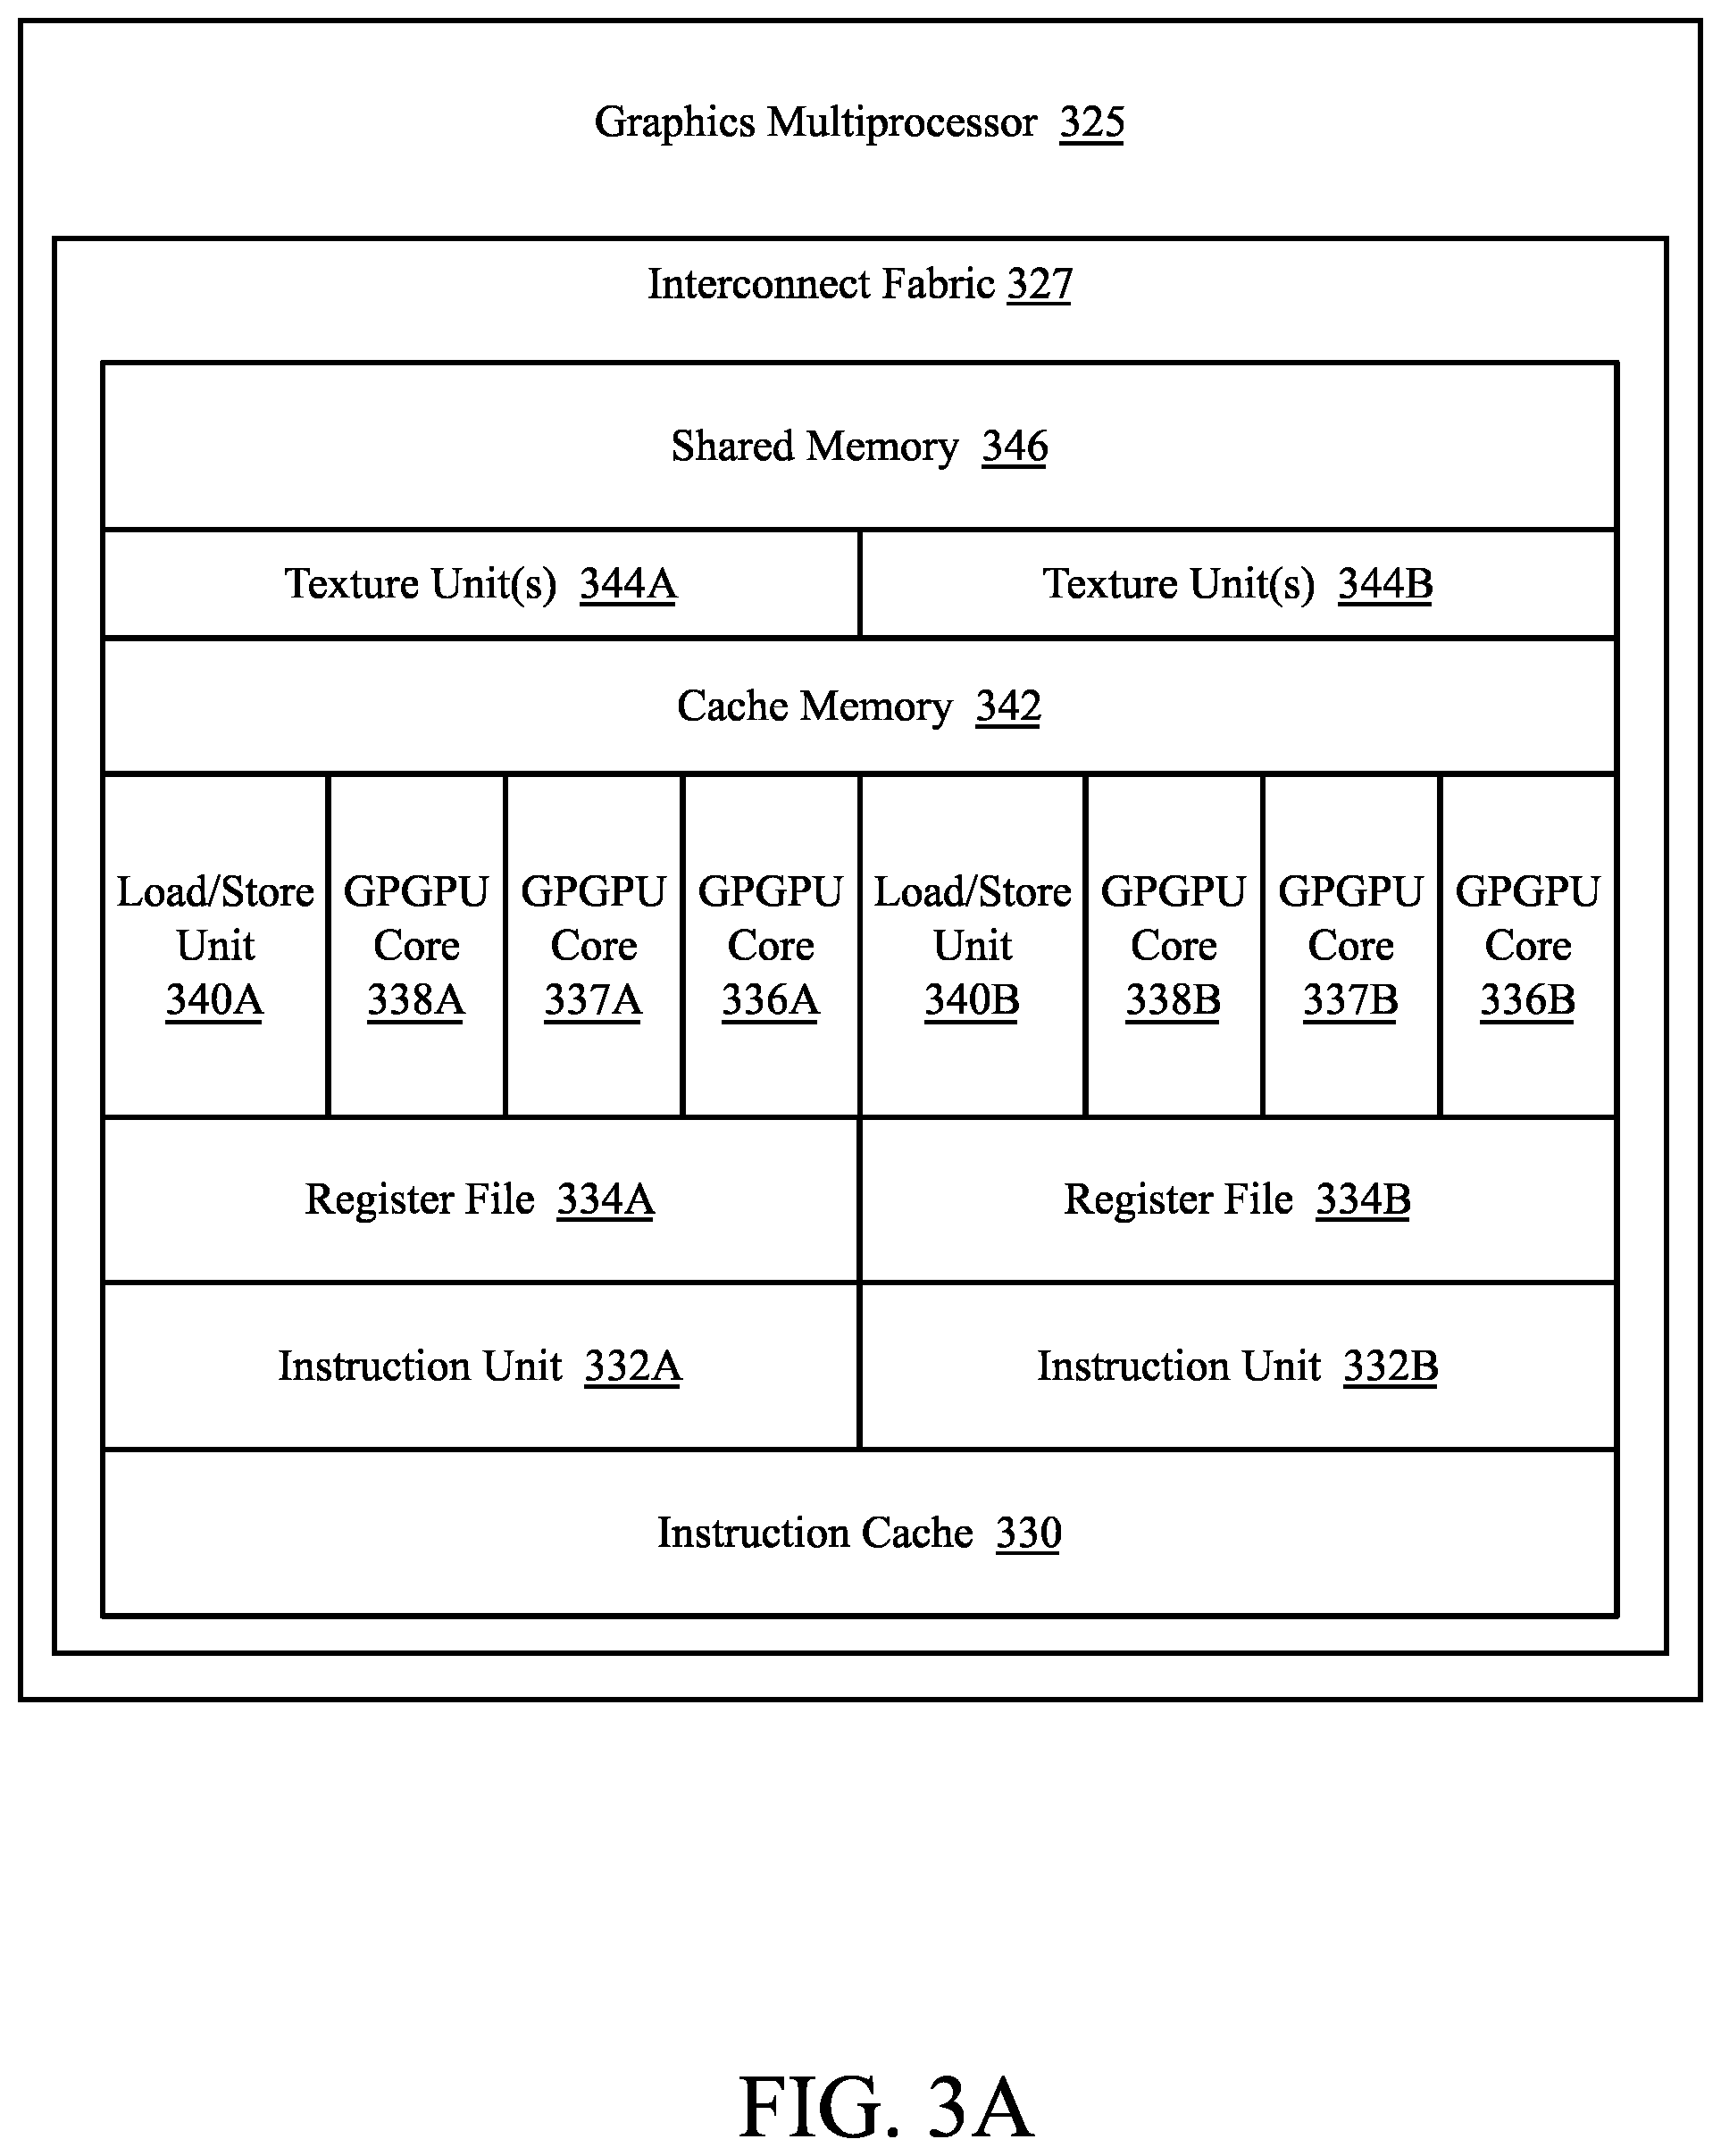 Graphics Multiprocessor 325
Interconnect Fabric 327
Shared Memory 346
Texture Unit(s) 344A
Texture Unit(s) 344B
Cache Memory 342
Load/Store
Unit
340A
GPGPU
Core
338A
GPGPU
Core
337A
GPGPU
Core
336A
Load/Store
Unit
340B
GPGPU
Core
338B
GPGPU
Core
337B
GPGPU
Core
336B
Register File 334A
Register File 334B
Instruction Unit 332A
Instruction Unit 332B
Instruction Cache 330
FIG. 3A